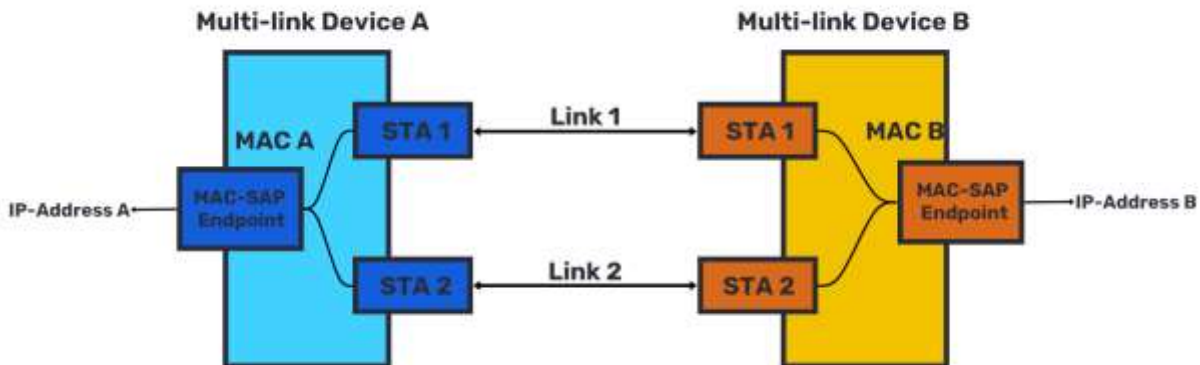 Multi-link Device A
Multi-link Device B
MAC A
STA 1
Link 1
STA 1
MAC B
MAC-SAP
Endpoint
IP-Address A
MAC-SAP
Endpoint
IP-Address B
STA 2
Link 2
STA 2